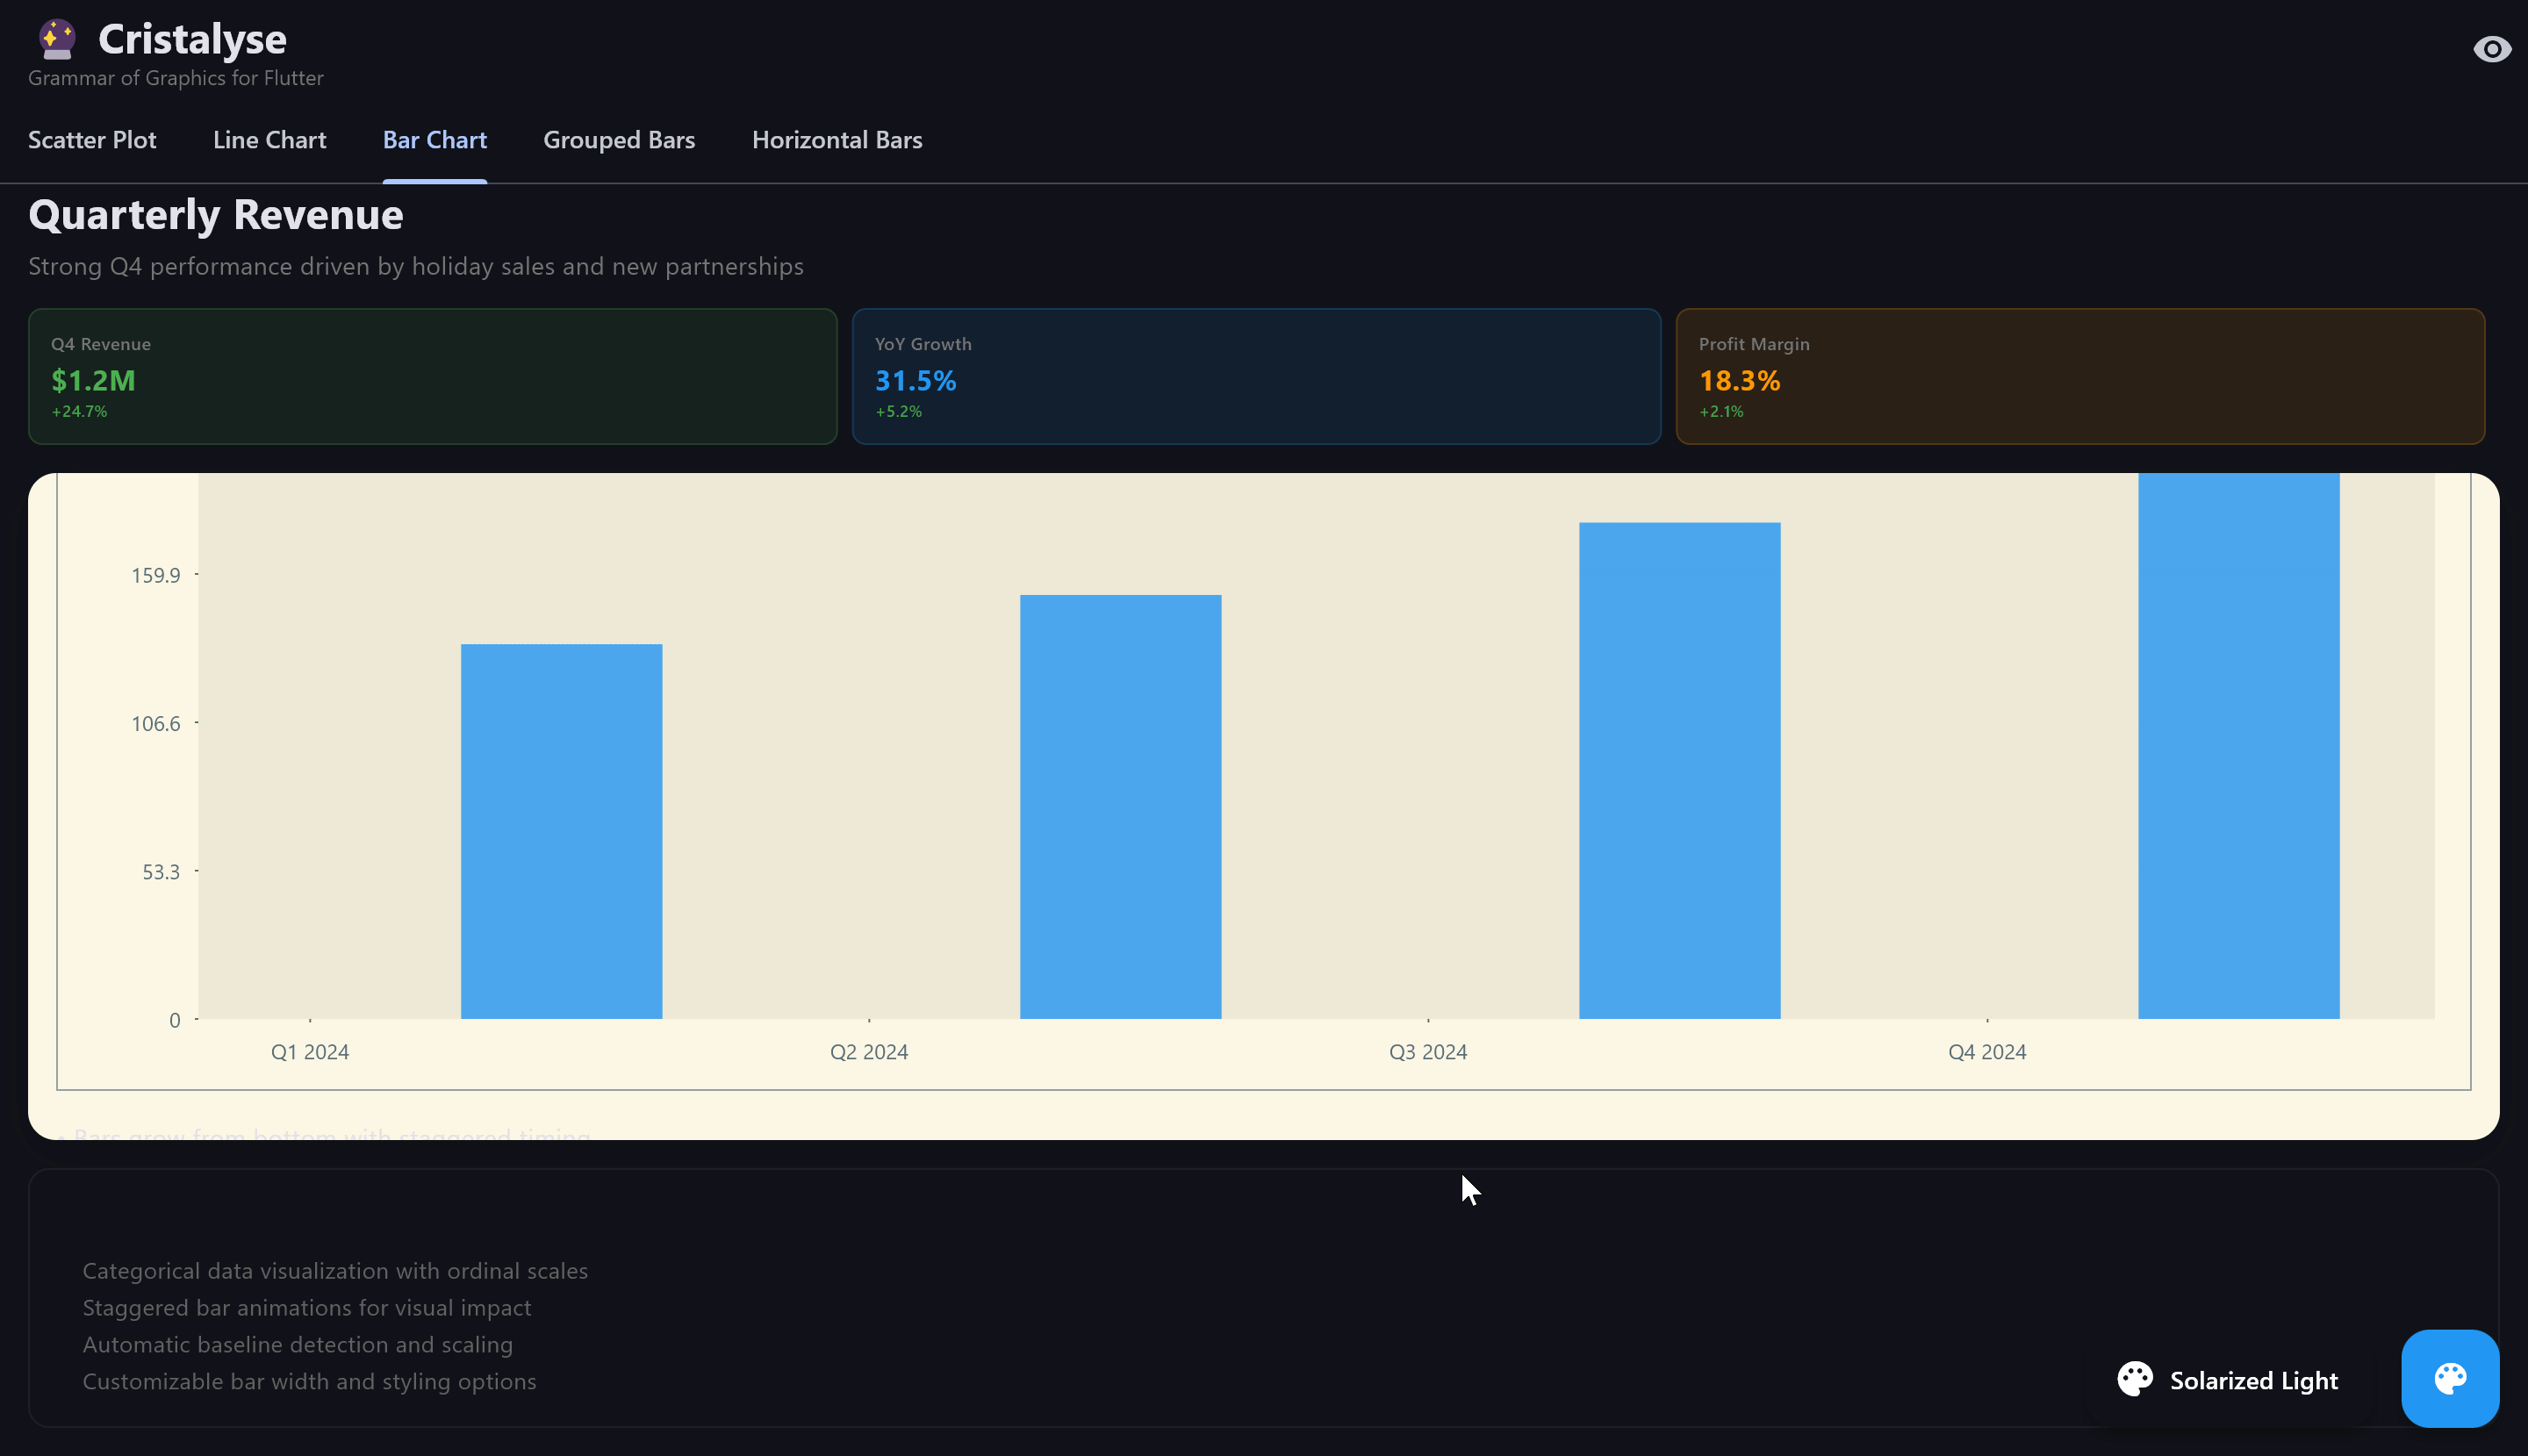 Cristalyse
Grammar of Graphics for Flutter
Scatter Plot
Line Chart
Bar Chart
Grouped Bars
Horizontal Bars
Quarterly Revenue
Strong Q4 performance driven by holiday sales and new partnerships
Q4 Revenue
$1.2M
+24.7%
YoY Growth
31.5%
+5.2%
Profit Margin
18.3%
+2.1%
159.9
106.6
53.3
0
Q1 2024
Q2 2024
Q3 2024
Q4 2024
• Bars grow from bottom with staggered timing
Categorical data visualization with ordinal scales
Staggered bar animations for visual impact
Automatic baseline detection and scaling
Customizable bar width and styling options
Solarized Light